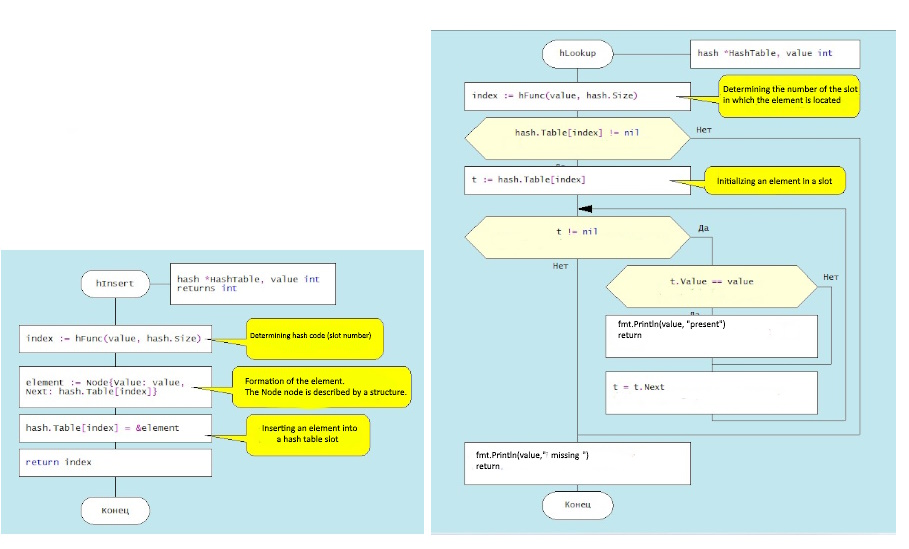 hInsert
hash *HashTable, value int
returns int
index := hFunc(value, hash.Size)
Determining hash code (slot number)
element := Node{Value: value,
Next: hash.Table[index]}
Formation of the element.
The Node node is described by a structure.
hash.Table[index] = &element
Inserting an element into
a hash table slot
return index
Конец
hLookup
hash *HashTable, value int
index := hFunc(value, hash.Size)
Determining the number of the slot
in which the element is located
hash.Table[index] != nil
Нет
t := hash.Table[index]
Initializing an element in a slot
t != nil
Да
Нет
t.Value == value
Нет
fmt.Println(value, "present")
return
t = t.Next
fmt.Println(value," missing ")
return
Конец